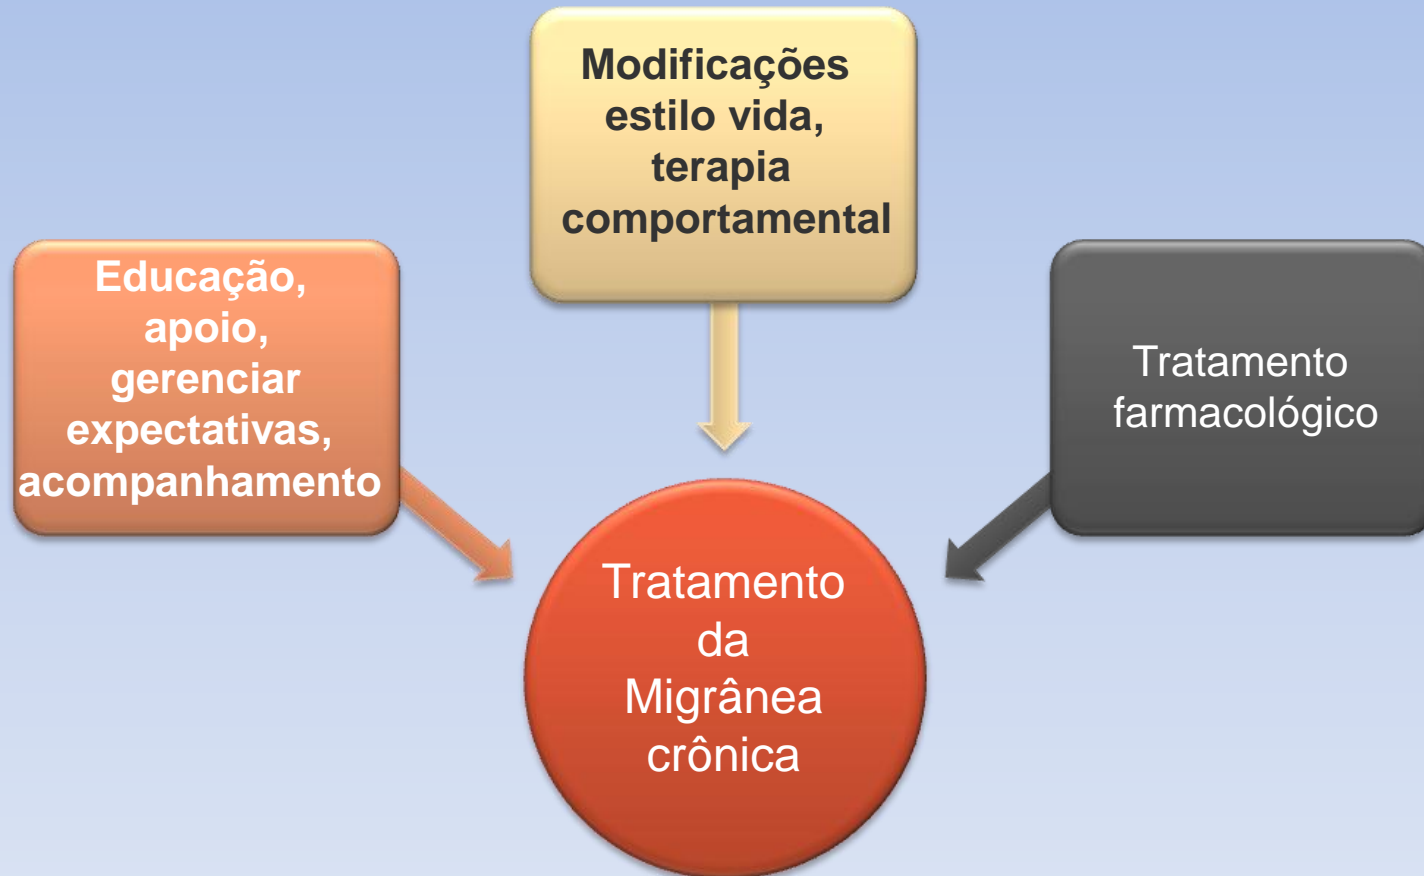 Modificações
estilo vida,
terapia
comportamental
Educação,
apoio,
gerenciar
expectativas,
acompanhamento
Tratamento
farmacológico
Tratamento
da
Migrânea
crônica